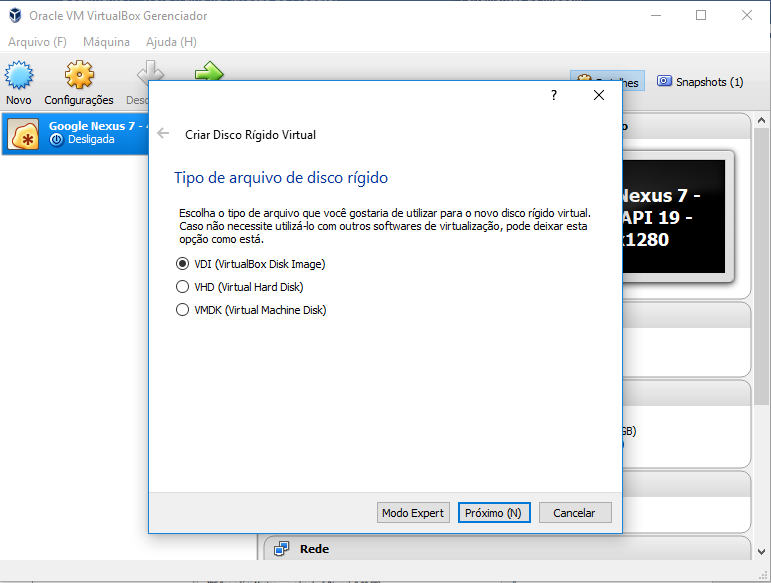 Oracle VM VirtualBox Gerenciador
Arquivo (F) Máquina Ajuda (H)
Novo Configurações Desc
Snapshots (1)
Google Nexus 7 -
Desligada
?
Criar Disco Rígido Virtual
Tipo de arquivo de disco rígido
Escolha o tipo de arquivo que você gostaria de utilizar para o novo disco rígido virtual.
Caso não necessite utilizá-lo com outros softwares de virtualização, pode deixar esta
opção como está.
VDI (VirtualBox Disk Image)
VHD (Virtual Hard Disk)
VMDK (Virtual Machine Disk)
Modo Expert Próximo (N) Cancelar
Nexus 7 -
API 19 -
x1280
GB)
Rede